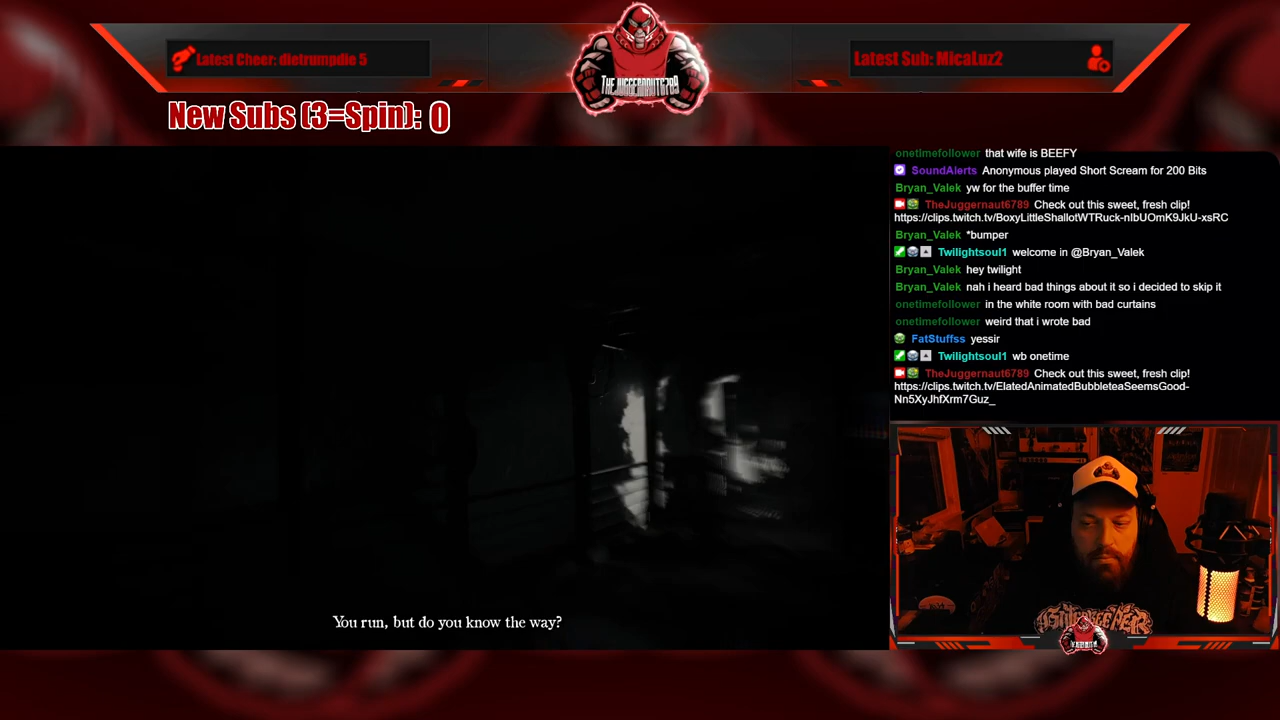 Latest Cheer: dietrumpdie 5
THEJUGGERNAUT6789
Latest Sub: MicaLuz2
New Subs (3=Spin): 0
onetimefollower that wife is BEEFY
SoundAlerts Anonymous played Short Scream for 200 Bits
Bryan_Valek yw for the buffer time
TheJuggernaut6789 Check out this sweet, fresh clip!
https://clips.twitch.tv/BoxyLittleShallotWTRuck-nIbUOmK9JkU-xsRC
Bryan_Valek *bumper
Twilightsoul1 welcome in @Bryan_Valek
Bryan_Valek hey twilight
Bryan_Valek nah i heard bad things about it so i decided to skip it
onetimefollower in the white room with bad curtains
onetimefollower weird that i wrote bad
FatStuffss yessir
Twilightsoul1 wb onetime
TheJuggernaut6789 Check out this sweet, fresh clip!
https://clips.twitch.tv/ElatedAnimatedBubbleteaSeemsGood-
Nn5XyJhfXrm7Guz_
You run, but do you know the way?